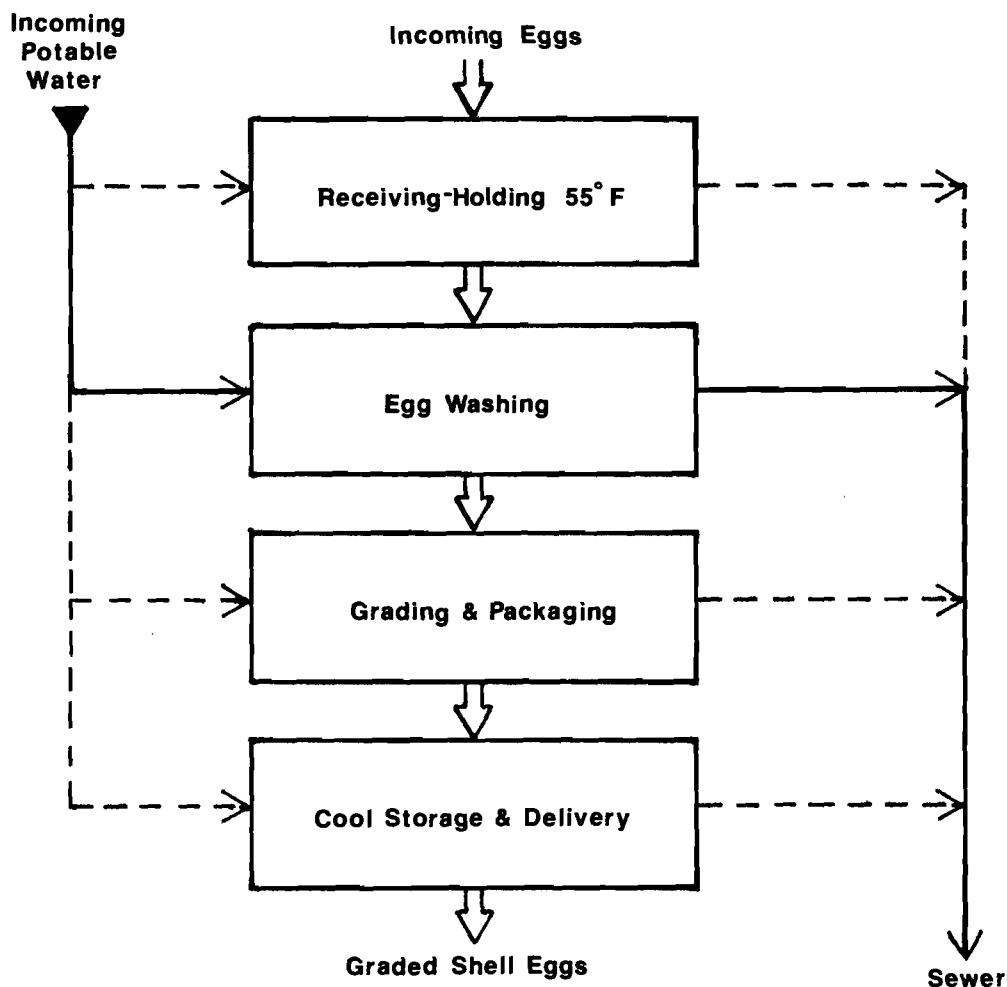 Incoming
Potable
Water
Incoming Eggs
Receiving-Holding 55° F
Egg Washing
Grading & Packaging
Cool Storage & Delivery
Graded Shell Eggs
Sewer